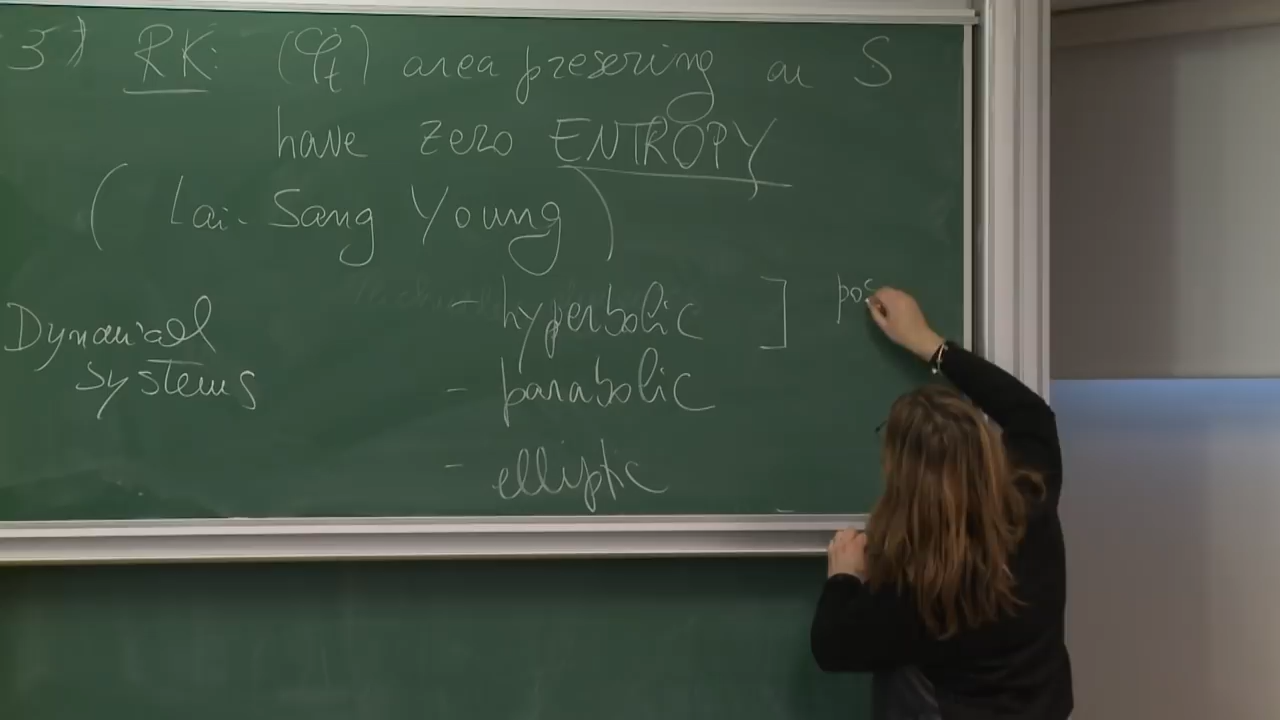 3) RK: (φₜ) area preserving on S
have zero ENTROPY
(Lai-Sang Young)
- hyperbolic ] pos
Dynamical
systems
- parabolic
- elliptic